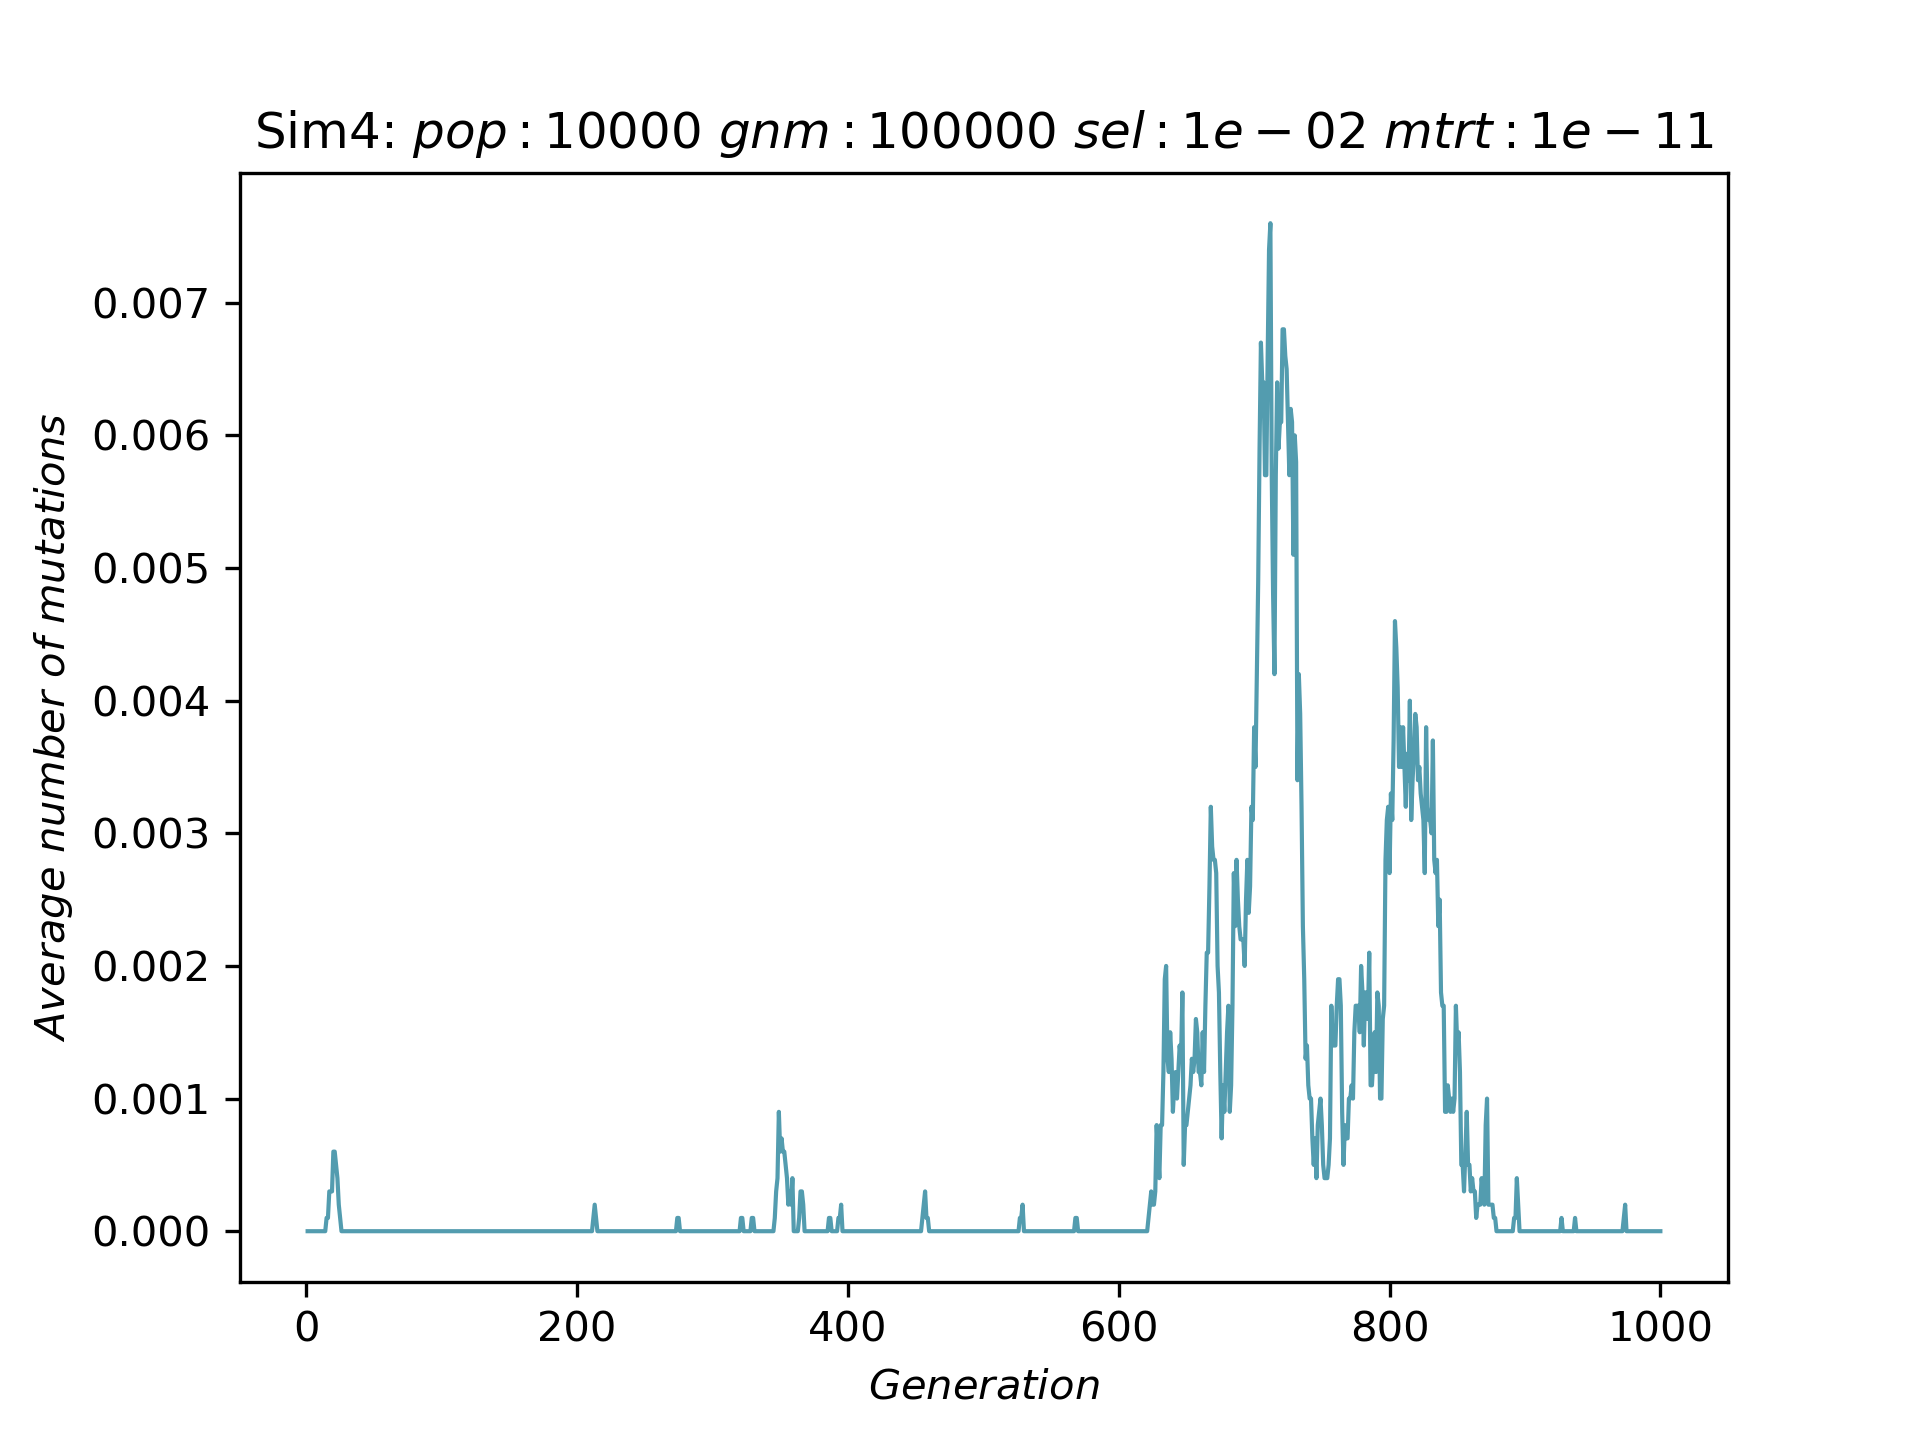 Sim4: pop : 10000 gnm : 100000 sel : 1e − 02 mtrt : 1e − 11
0.007
0.006
0.005
0.004
0.003
0.002
0.001
0.000
Average number of mutations
0 200 400 600 800 1000
Generation